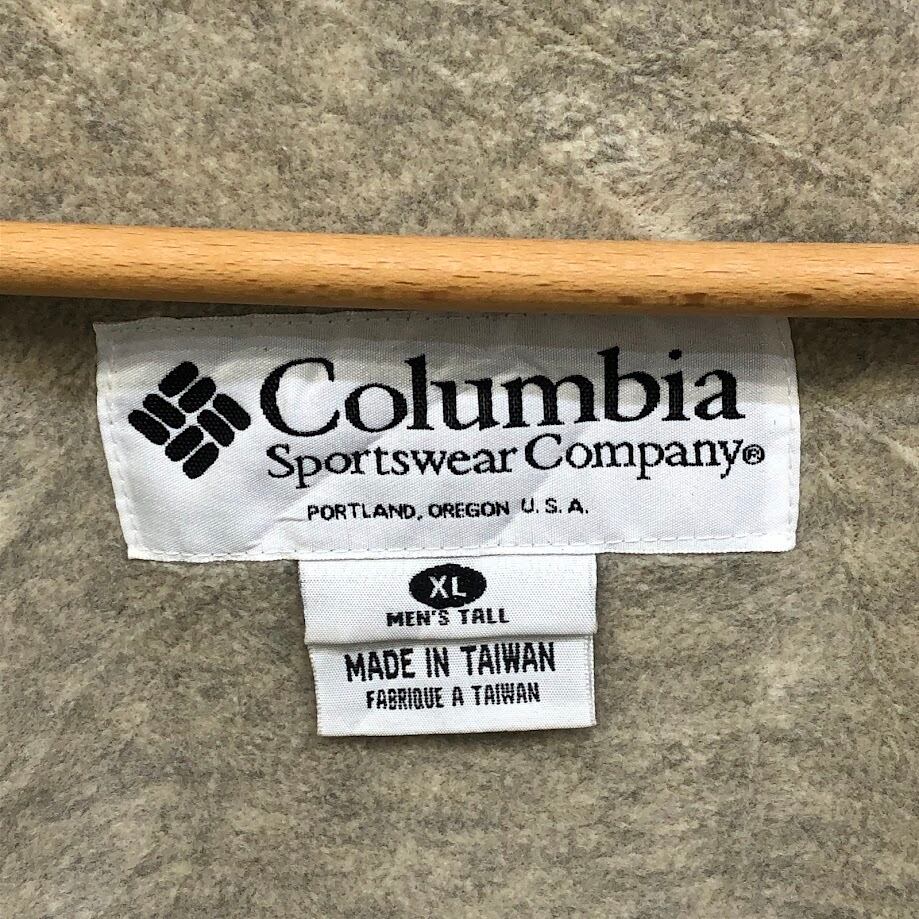 Columbia
Sportswear Company®
PORTLAND, OREGON U.S.A.
XL
MEN'S TALL
MADE IN TAIWAN
FABRIQUE A TAIWAN